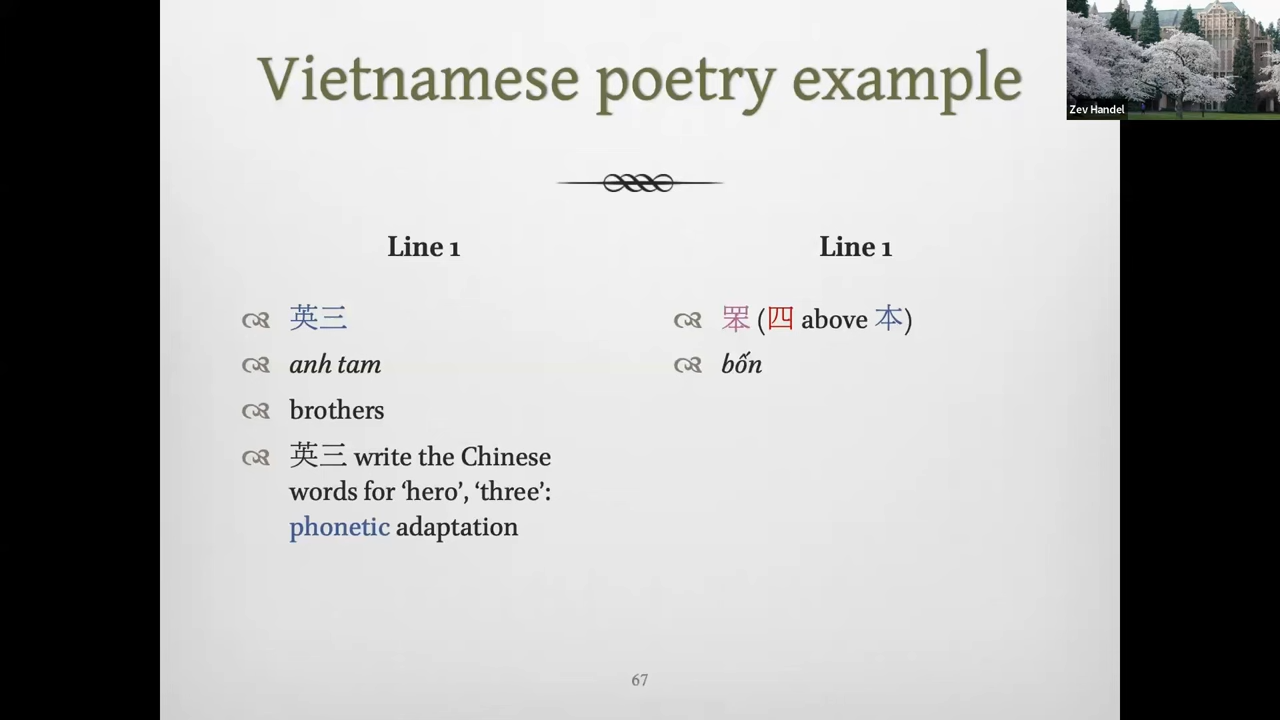 Vietnamese poetry example
Zev Handel
Line 1
英三
anh tam
brothers
英三 write the Chinese
words for ‘hero’, ‘three’:
phonetic adaptation
Line 1
𦊚 (四 above 本)
bốn
67